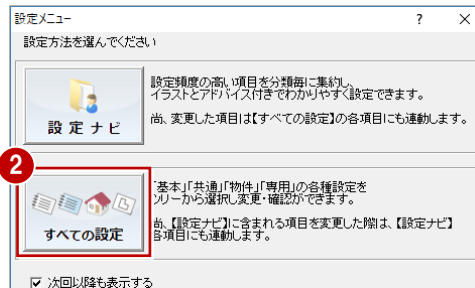 設定メニュー ? ×
設定方法を選んでください
設定ナビ
設定頻度の高い項目を分類毎に集約し、
イラストとアドバイス付きでわかりやすく設定できます。
尚、変更した項目は【すべての設定】の各項目にも連動します。
2
すべての設定
「基本」「共通」「物件」「専用」の各種設定を
ツリーから選択し変更・確認ができます。
尚、【設定ナビ】に含まれる項目を変更した際は、【設定ナビ】
各項目にも連動します。
次回以降も表示する